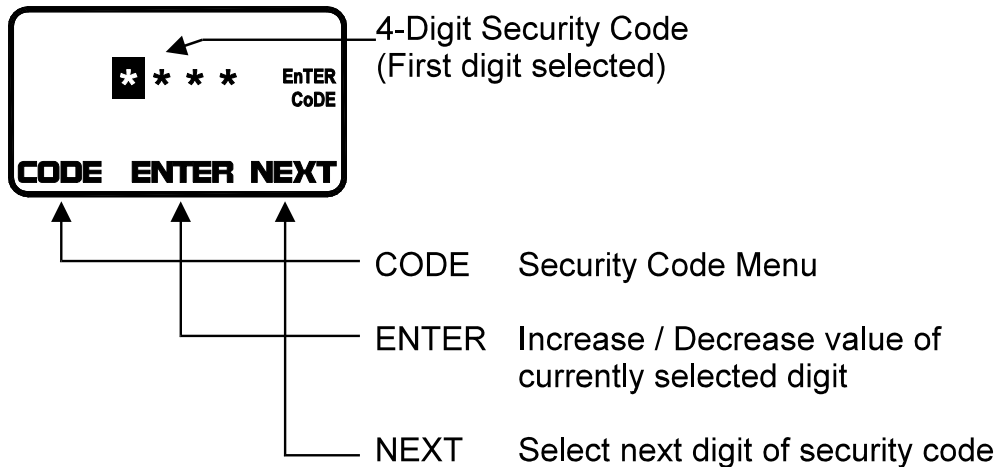 4-Digit Security Code
(First digit selected)
* * * * EnTER
CoDE
CODE ENTER NEXT
CODE Security Code Menu
ENTER Increase / Decrease value of
currently selected digit
NEXT Select next digit of security code